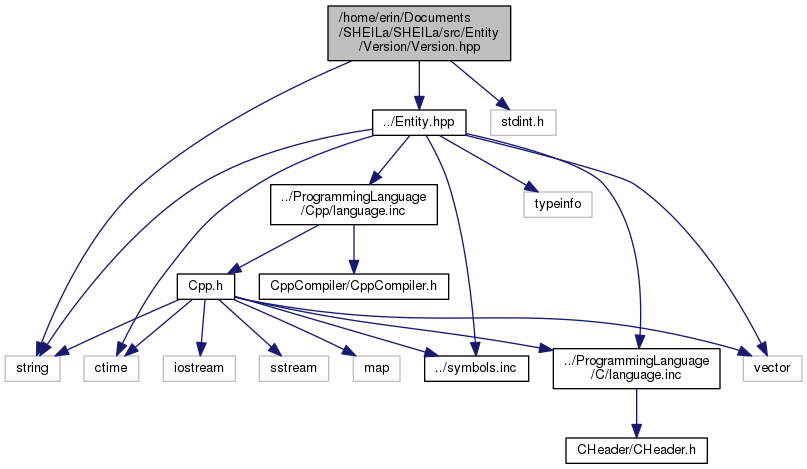 /home/erin/Documents
/SHEILa/SHEILa/src/Entity
/Version/Version.hpp
../Entity.hpp
stdint.h
../ProgrammingLanguage
/Cpp/language.inc
typeinfo
Cpp.h
CppCompiler/CppCompiler.h
string
ctime
iostream
sstream
map
../symbols.inc
../ProgrammingLanguage
/C/language.inc
vector
CHeader/CHeader.h